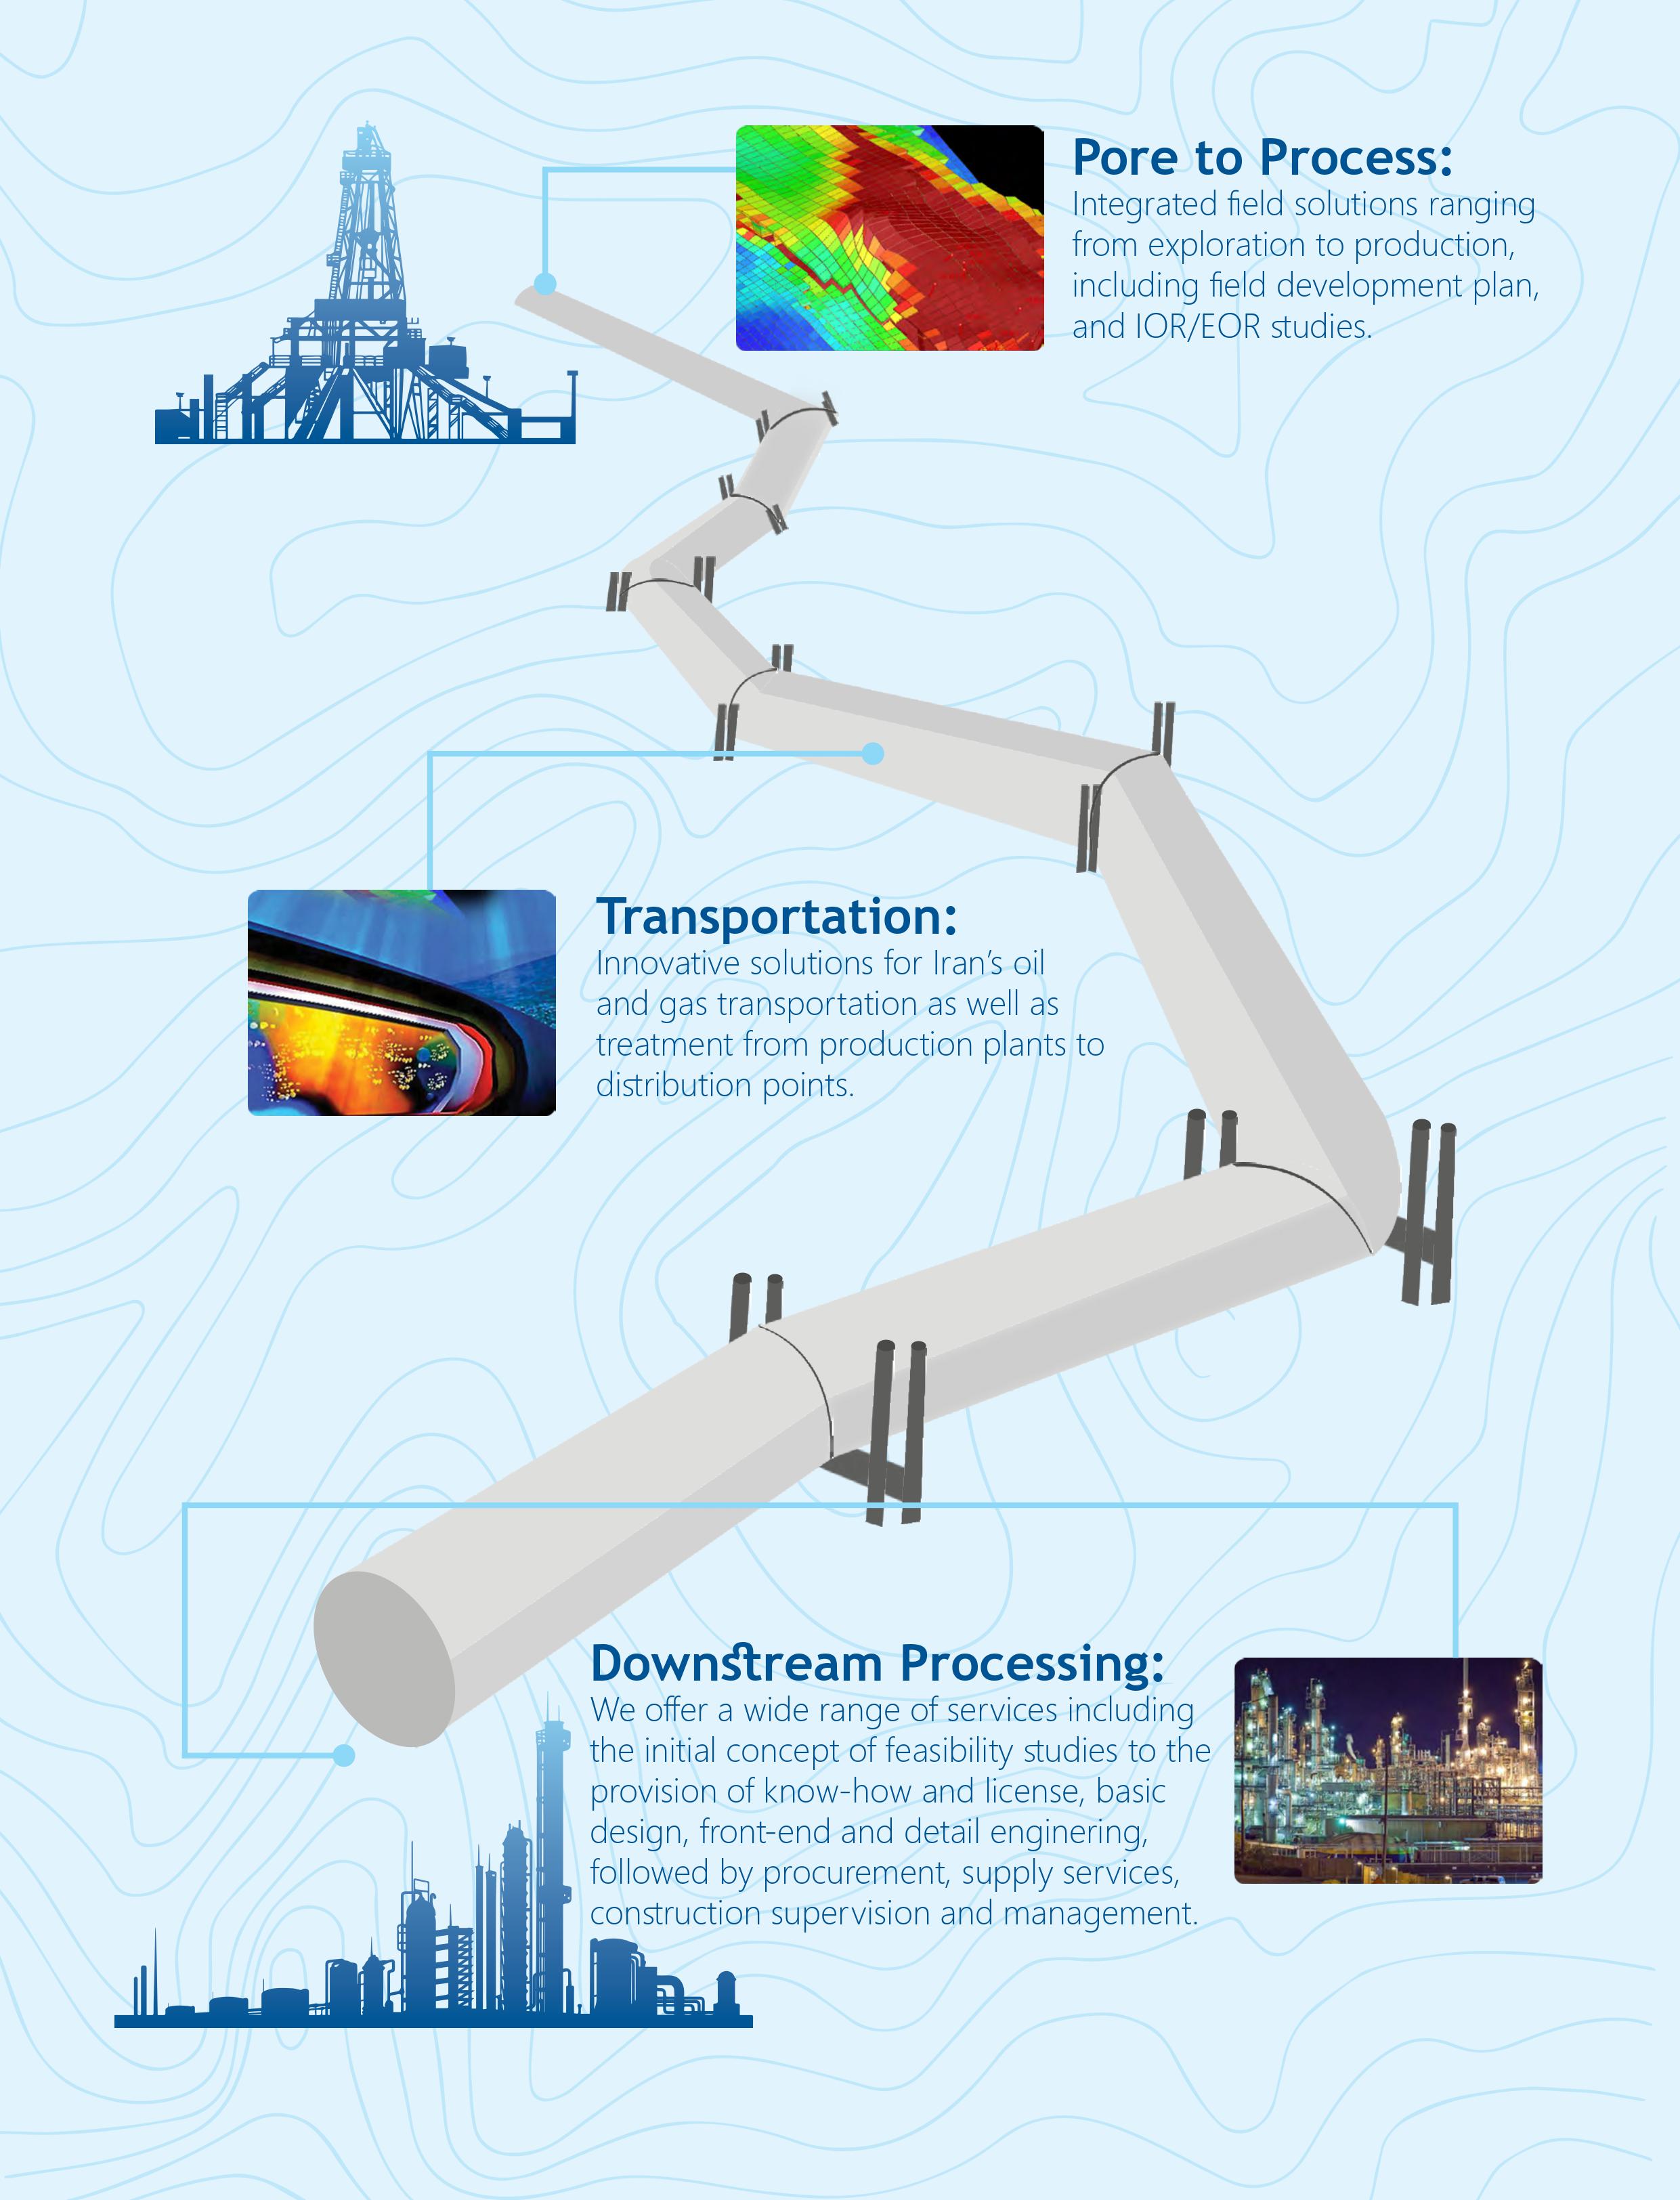 Pore to Process:
Integrated field solutions ranging
from exploration to production,
including field development plan,
and IOR/EOR studies.
Transportation:
Innovative solutions for Iran’s oil
and gas transportation as well as
treatment from production plants to
distribution points.
Downstream Processing:
We offer a wide range of services including
the initial concept of feasibility studies to the
provision of know-how and license, basic
design, front-end and detail enginering,
followed by procurement, supply services,
construction supervision and management.